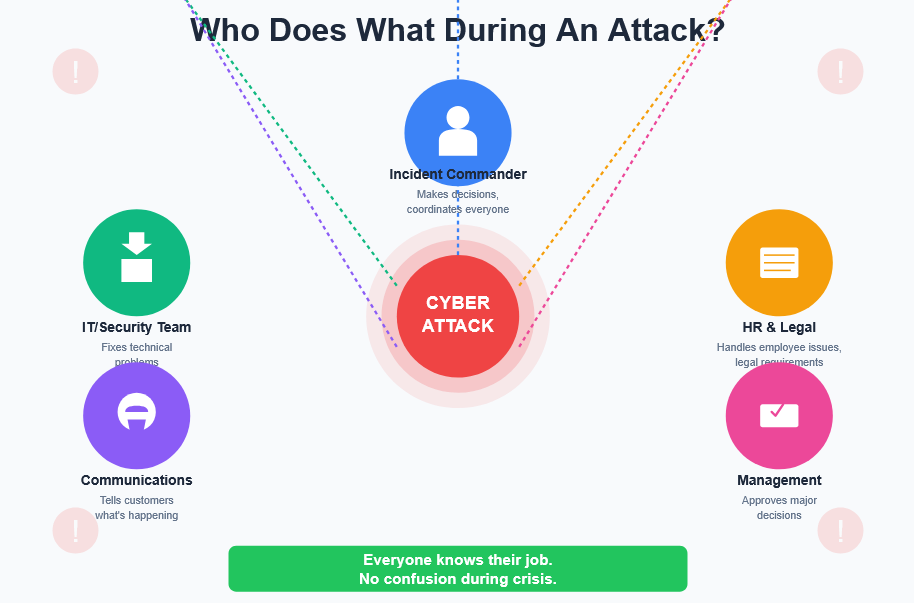 Who Does What During An Attack?
!
!
Incident Commander
Makes decisions,
coordinates everyone
CYBER
ATTACK
IT/Security Team
Fixes technical
problems
HR & Legal
Handles employee issues,
legal requirements
Communications
Tells customers
what's happening
Management
Approves major
decisions
!
!
Everyone knows their job.
No confusion during crisis.